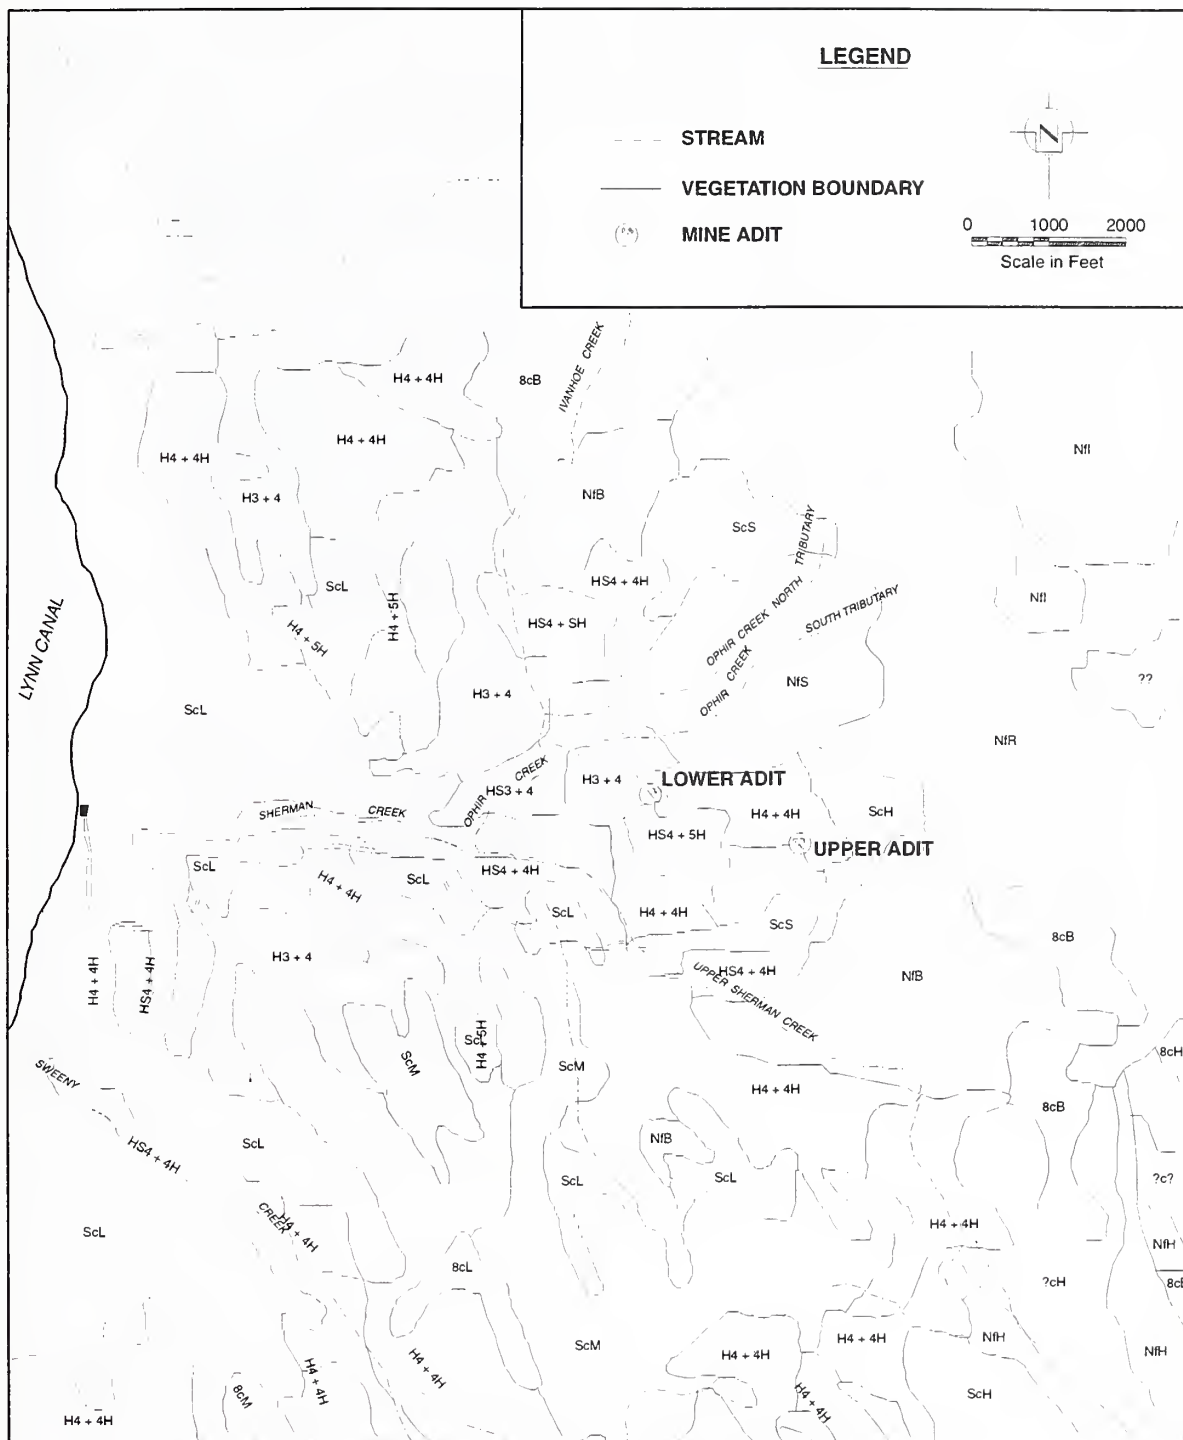 LEGEND
STREAM
VEGETATION BOUNDARY
MINE ADIT
N
0 1000 2000
Scale in Feet
IVANHOE CREEK
H4 + 4H
8cB
H4 + 4H
NfI
H4 + 4H
H3 + 4
NfB
ScS
OPHIR CREEK NORTH TRIBUTARY
HS4 + 4H
ScL
NfI
H4 + 5H
SOUTH TRIBUTARY
HS4 + SH
H4 + 5H
LYNN CANAL
OPHIR CREEK
NfS
??
H3 + 4
ScL
NfR
H3 + 4
LOWER ADIT
HS3 + 4
OPHIR CREEK
SHERMAN CREEK
H4 + 4H
ScH
HS4 + 5H
UPPER ADIT
ScL
HS4 + 4H
ScL
H4 + 4H
ScL
H4 + 4H
ScS
8cB
H3 + 4
H4 + 4H
HS4 + 4H
HS4 + 4H
NfB
UPPER SHERMAN CREEK
ScL
H4 + 5H
8cH
ScM
ScM
SWEENY CREEK
H4 + 4H
8cB
HS4 + 4H
ScL
NfB
ScL
ScL
?c?
H4 + 4H
H4 + 4H
ScL
NfH
8cL
?cH
H4 + 4H
NfH
ScM
H4 + 4H
NfH
H4 + 4H
H4 + 4H
8cM
H4 + 4H
ScH
H4 + 4H